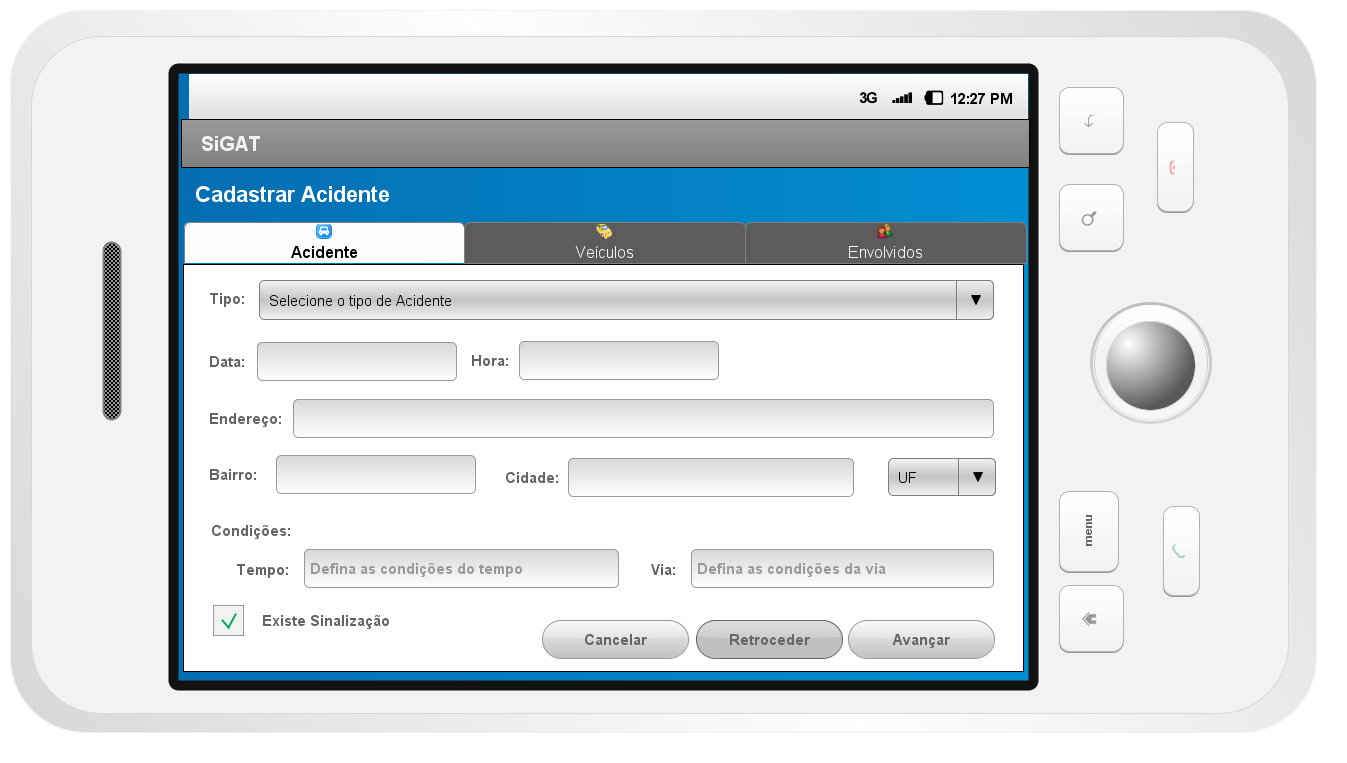 3G 12:27 PM
SiGAT
Cadastrar Acidente
Acidente Veículos Envolvidos
Tipo: Selecione o tipo de Acidente
Data: Hora:
Endereço:
Bairro: Cidade: UF
Condições:
Tempo: Defina as condições do tempo Via: Defina as condições da via
Existe Sinalização
Cancelar Retroceder Avançar
menu